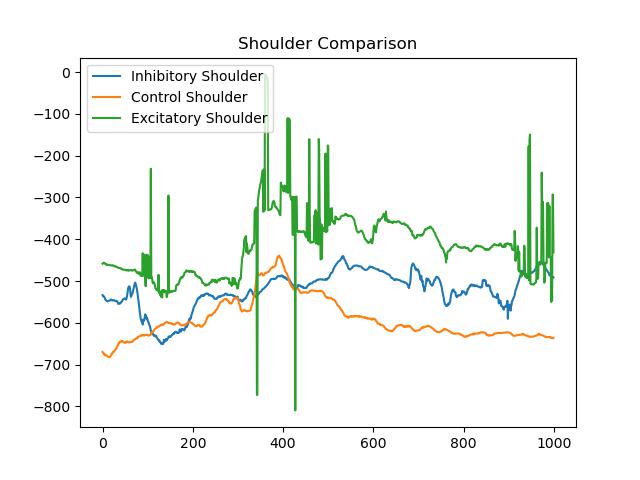 Shoulder Comparison
Inhibitory Shoulder
Control Shoulder
Excitatory Shoulder
0
−100
−200
−300
−400
−500
−600
−700
−800
0 200 400 600 800 1000